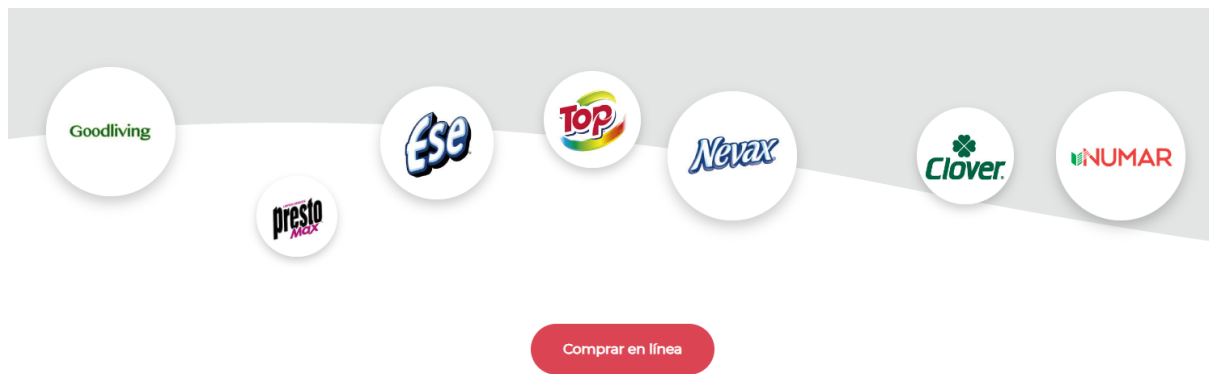 Goodliving
presto
Max
Ese
Top
Nevax
Clover
NUMAR
Comprar en línea